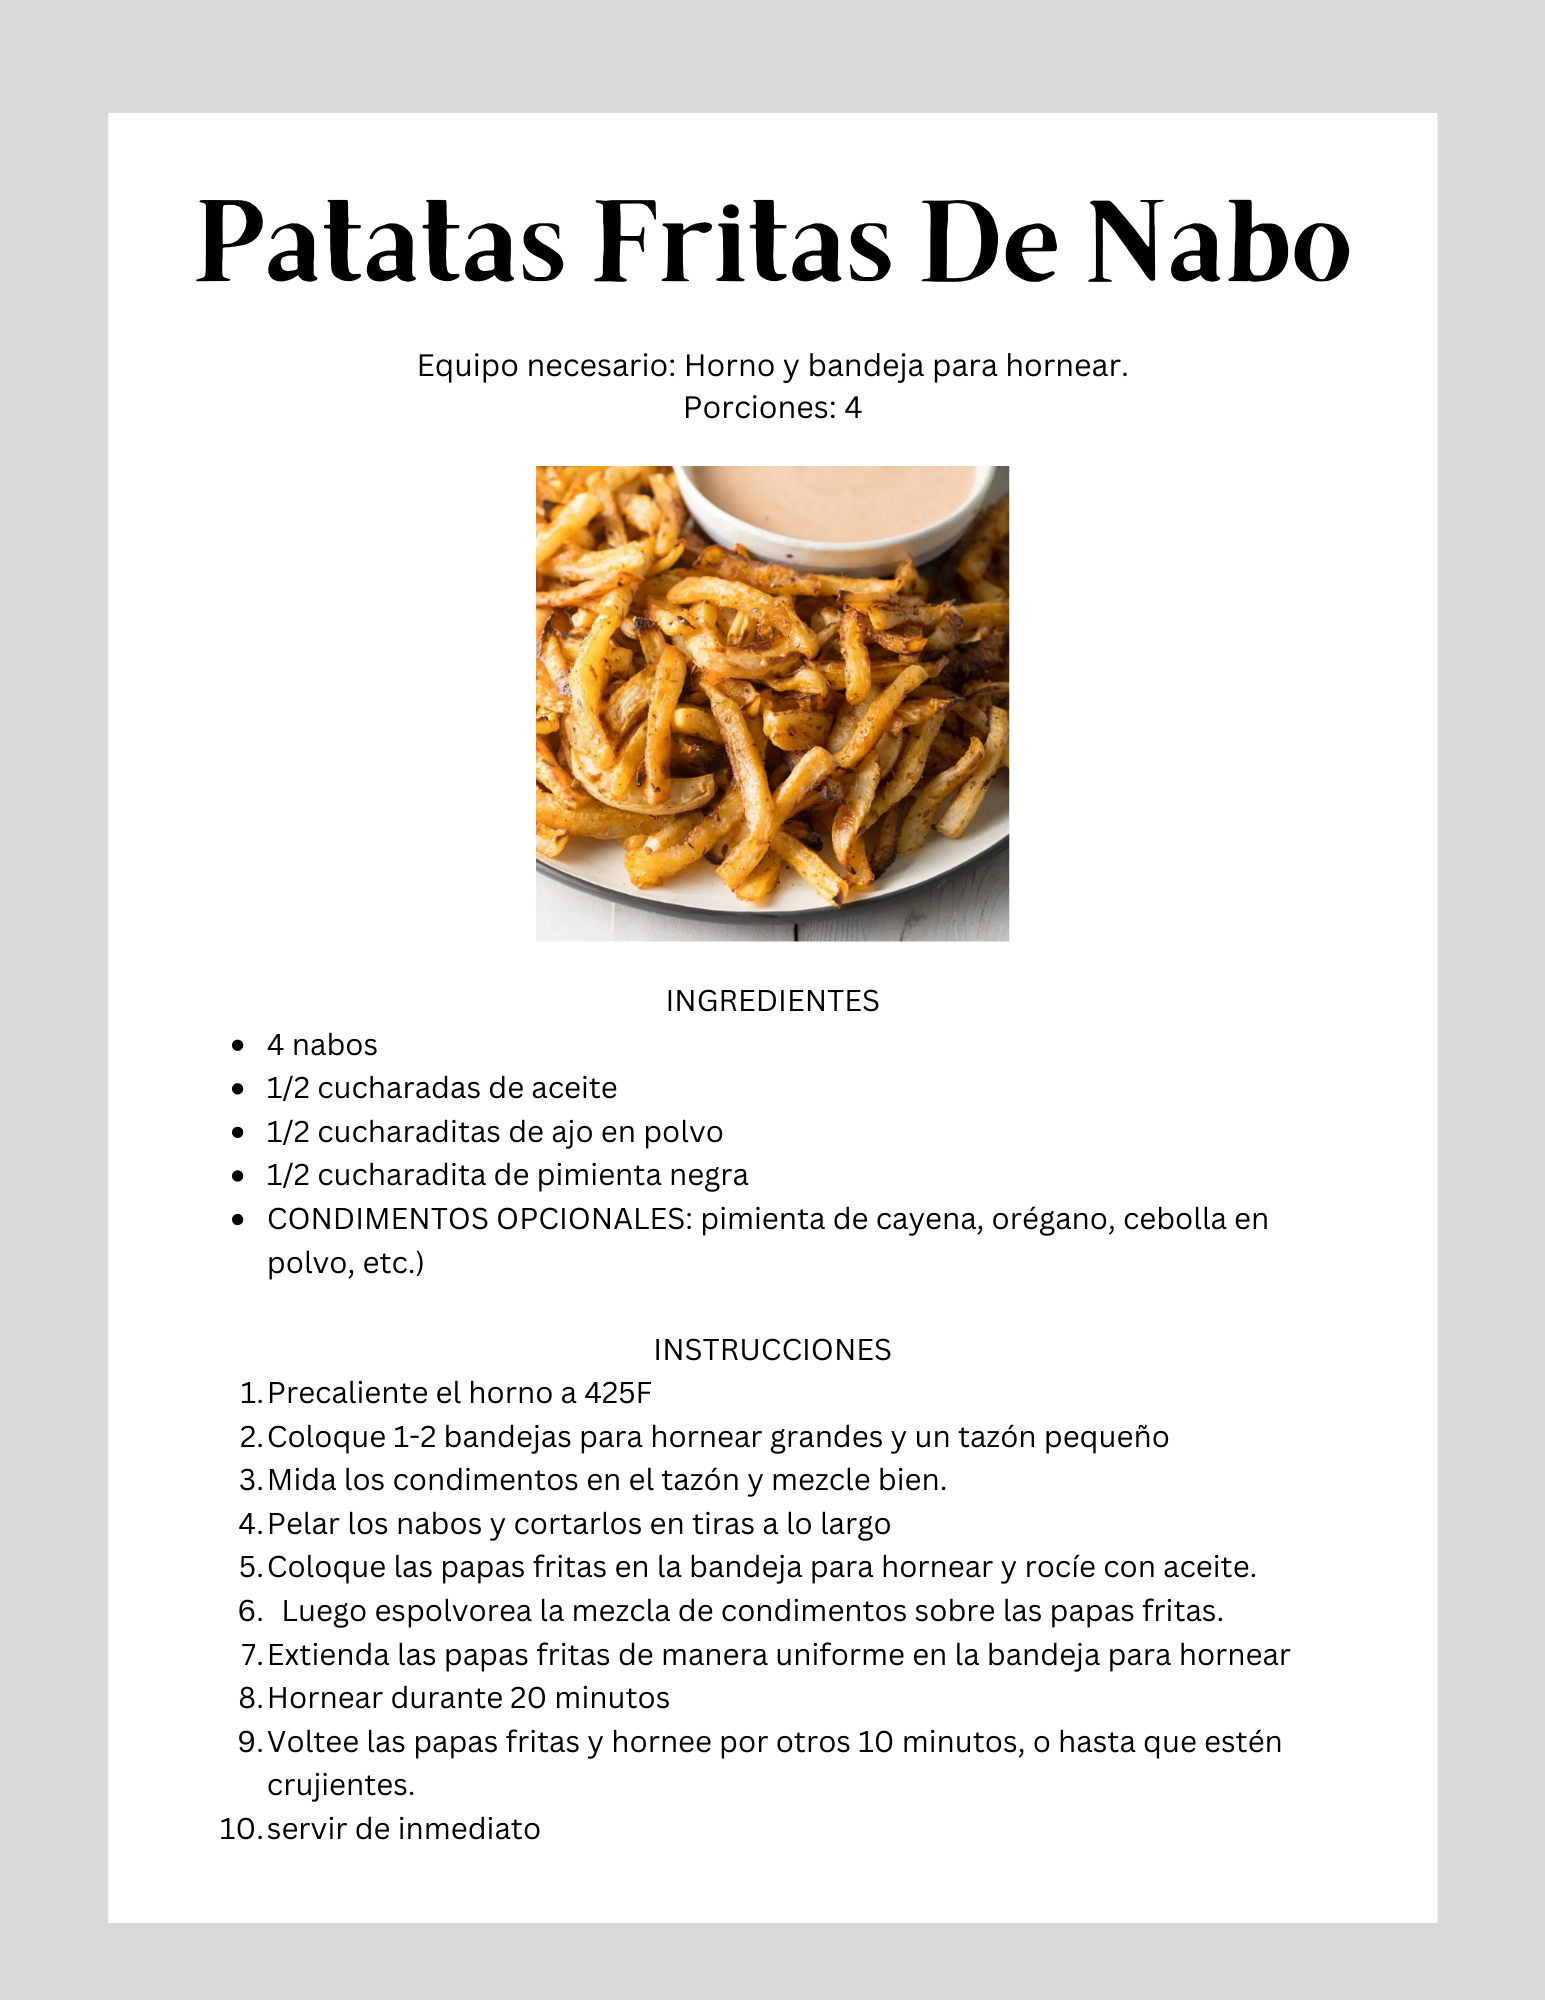 Patatas Fritas De Nabo
Equipo necesario: Horno y bandeja para hornear.
Porciones: 4
INGREDIENTES
• 4 nabos
• 1/2 cucharadas de aceite
• 1/2 cucharaditas de ajo en polvo
• 1/2 cucharadita de pimienta negra
• CONDIMENTOS OPCIONALES: pimienta de cayena, orégano, cebolla en
polvo, etc.)
INSTRUCCIONES
1. Precaliente el horno a 425F
2. Coloque 1-2 bandejas para hornear grandes y un tazón pequeño
3. Mida los condimentos en el tazón y mezcle bien.
4. Pelar los nabos y cortarlos en tiras a lo largo
5. Coloque las papas fritas en la bandeja para hornear y rocíe con aceite.
6. Luego espolvorea la mezcla de condimentos sobre las papas fritas.
7. Extienda las papas fritas de manera uniforme en la bandeja para hornear
8. Hornear durante 20 minutos
9. Voltee las papas fritas y hornee por otros 10 minutos, o hasta que estén
crujientes.
10. servir de inmediato